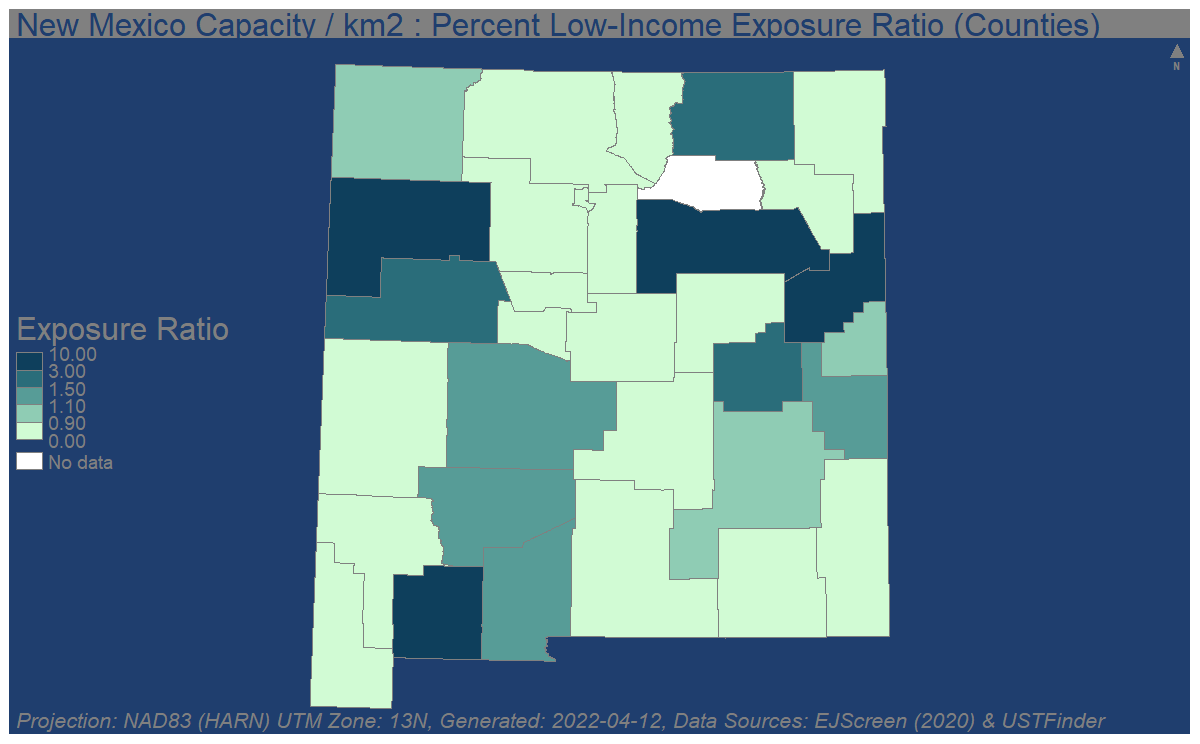 New Mexico Capacity / km2 : Percent Low-Income Exposure Ratio (Counties)
N
Exposure Ratio
10.00
3.00
1.50
1.10
0.90
0.00
No data
Projection: NAD83 (HARN) UTM Zone: 13N, Generated: 2022-04-12, Data Sources: EJScreen (2020) & USTFinder